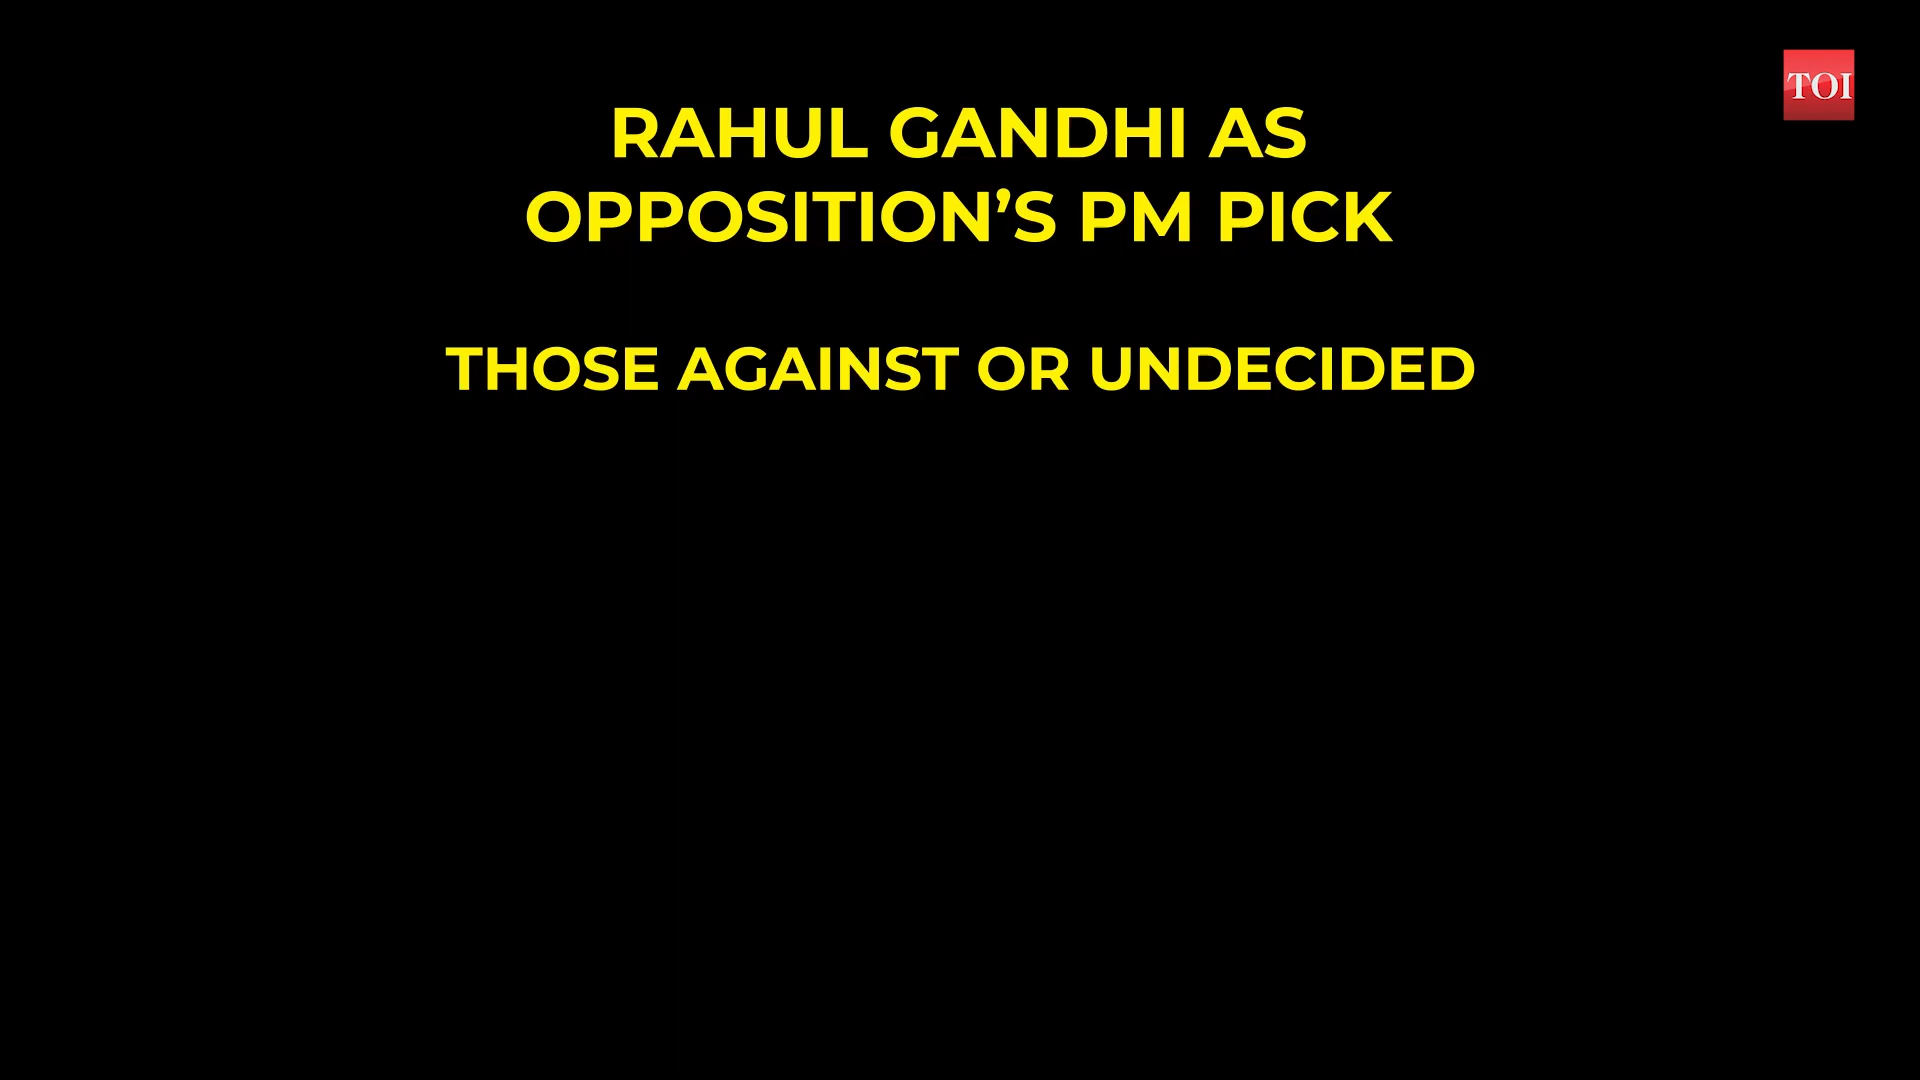 TOI
RAHUL GANDHI AS
OPPOSITION’S PM PICK
THOSE AGAINST OR UNDECIDED